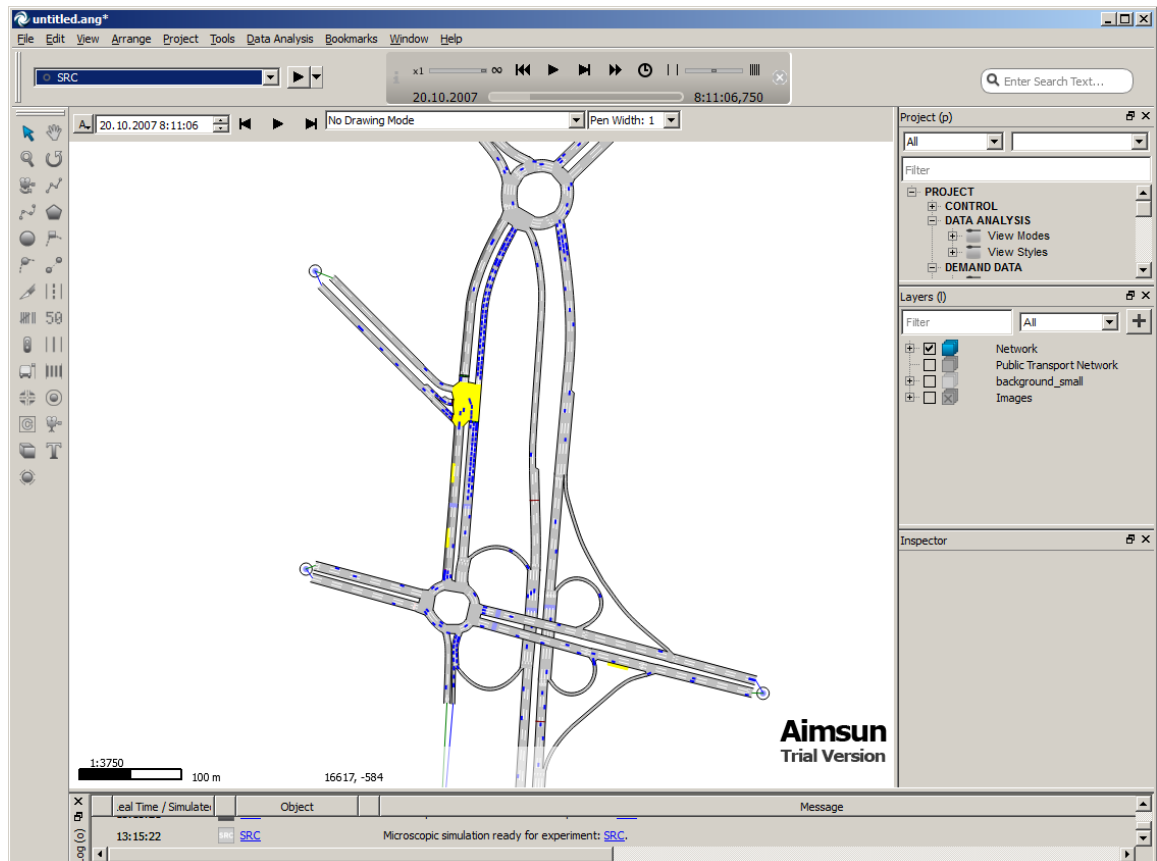 untitled.ang*
File Edit View Arrange Project Tools Data Analysis Bookmarks Window Help
SRC
x1 ∞
20.10.2007 8:11:06,750
Enter Search Text...
A 20.10.2007 8:11:06 No Drawing Mode Pen Width: 1
50
Project (p)
All
Filter
PROJECT
CONTROL
DATA ANALYSIS
View Modes
View Styles
DEMAND DATA
Layers (l)
Filter All
Network
Public Transport Network
background_small
Images
Inspector
Aimsun
Trial Version
1:3750
100 m
16617, -584
.eal Time / Simulate Object Message
13:15:22 SRC SRC Microscopic simulation ready for experiment: SRC.
Log (o)